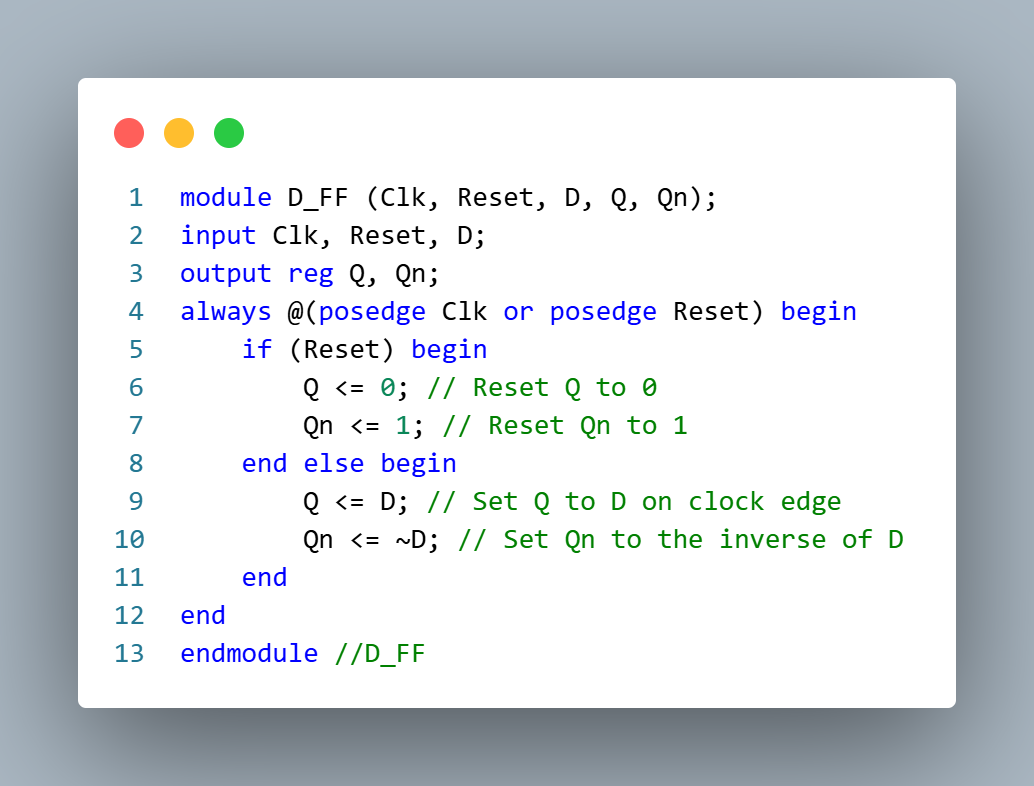 1 module D_FF (Clk, Reset, D, Q, Qn);
2 input Clk, Reset, D;
3 output reg Q, Qn;
4 always @(posedge Clk or posedge Reset) begin
5     if (Reset) begin
6         Q <= 0; // Reset Q to 0
7         Qn <= 1; // Reset Qn to 1
8     end else begin
9         Q <= D; // Set Q to D on clock edge
10         Qn <= ~D; // Set Qn to the inverse of D
11     end
12 end
13 endmodule //D_FF